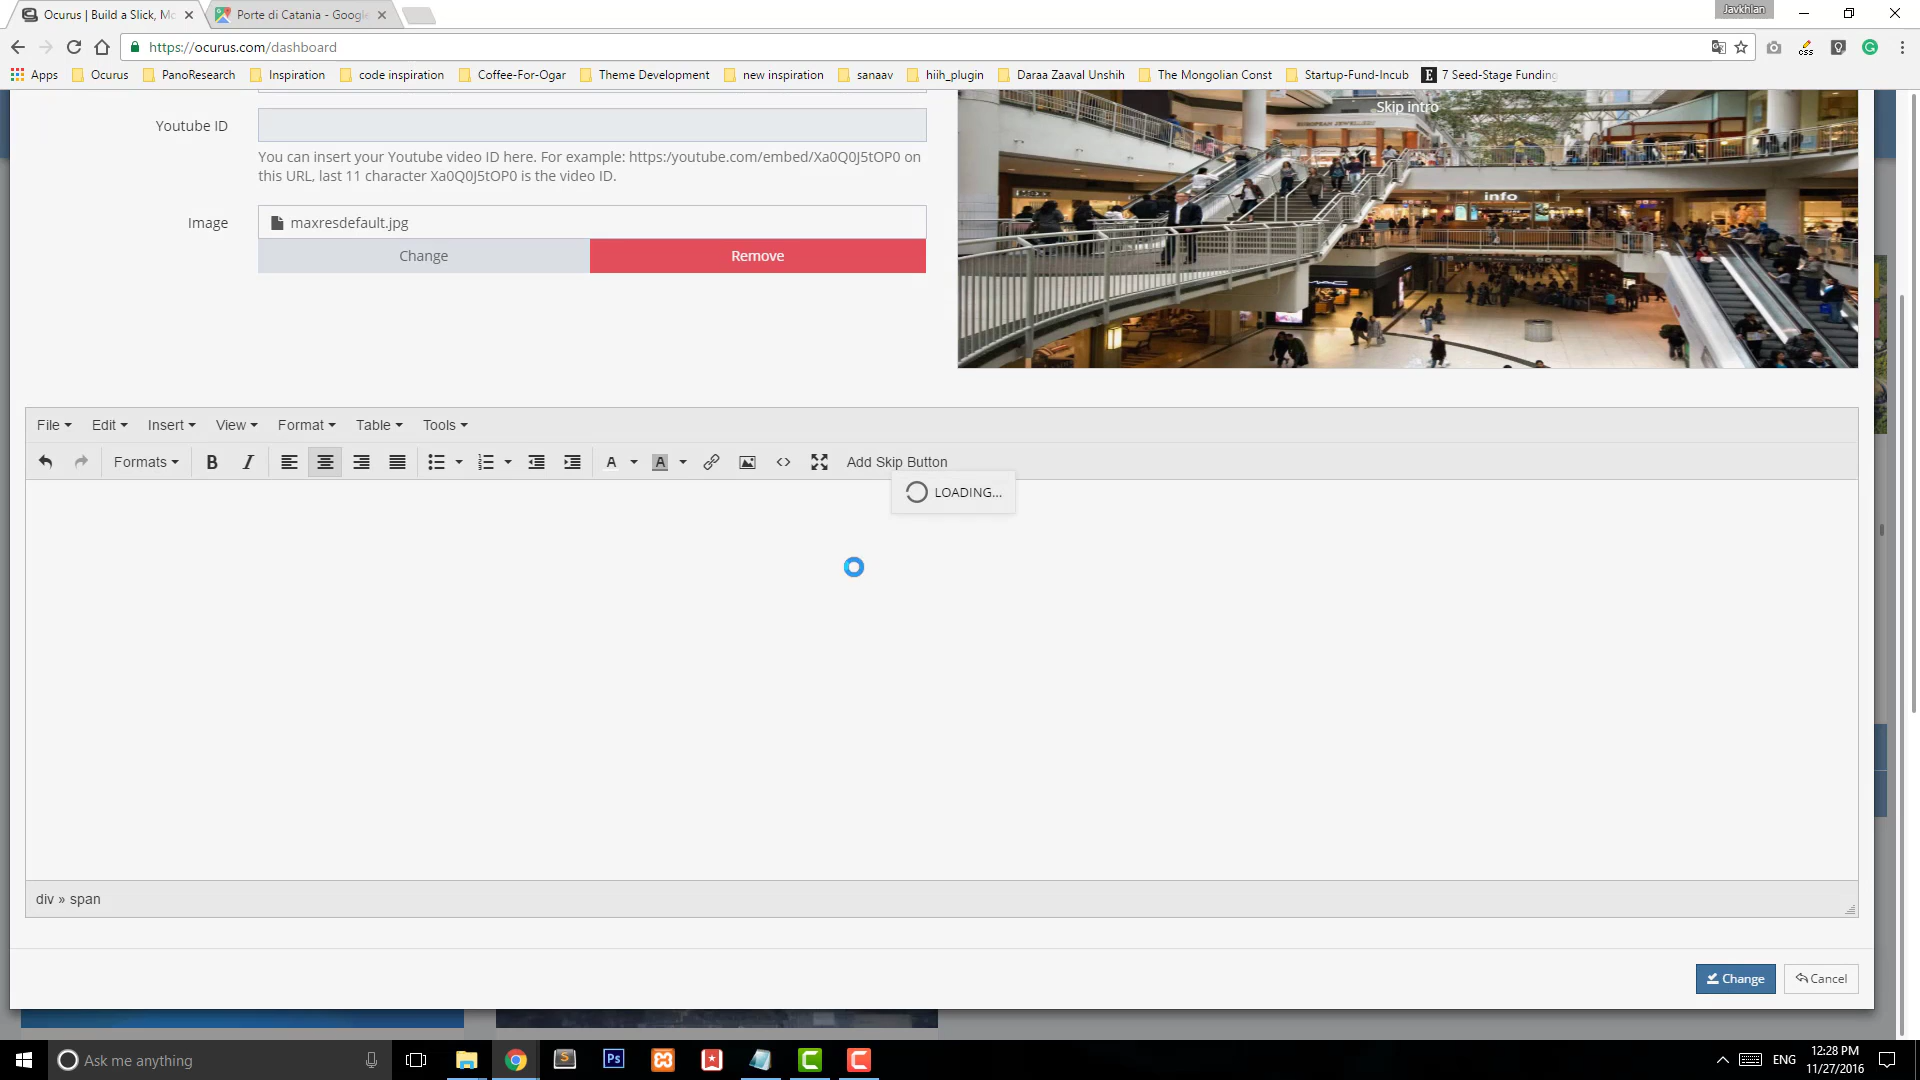 Ocurus | Build a Slick, Mo
Porte di Catania - Google
Javkhlan
https://ocurus.com/dashboard
Apps
Ocurus
PanoResearch
Inspiration
code inspiration
Coffee-For-Ogar
Theme Development
new inspiration
sanaav
hiih_plugin
Daraa Zaaval Unshih
The Mongolian Const
Startup-Fund-Incub
E
7 Seed-Stage Funding
css
Skip intro
Youtube ID
You can insert your Youtube video ID here. For example: https:/youtube.com/embed/Xa0Q0J5tOP0 on
this URL, last 11 character Xa0Q0J5tOP0 is the video ID.
info
Image
maxresdefault.jpg
Change
Remove
MAC
File
Edit
Insert
View
Format
Table
Tools
Formats
B
I
A
A
Add Skip Button
LOADING...
div » span
Change
Cancel
Ask me anything
S
Ps
ENG
12:28 PM
11/27/2016